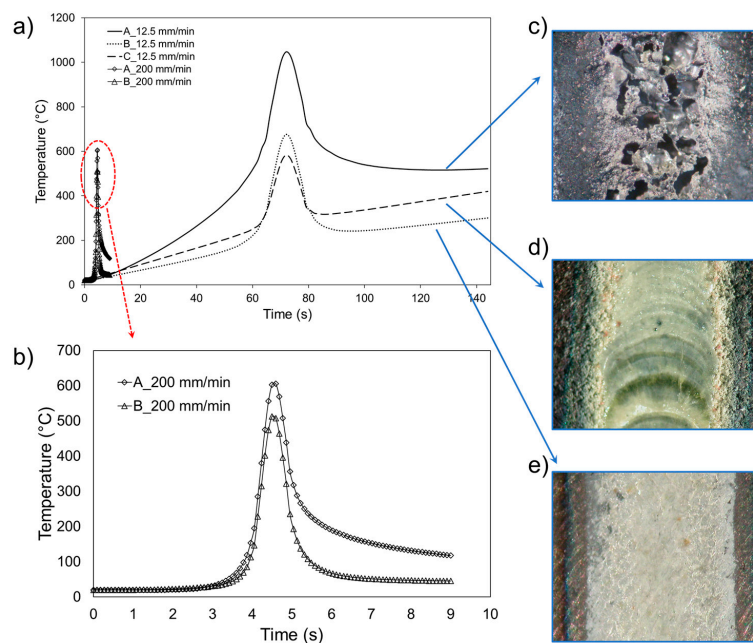 a)
1200
1000
800
600
400
200
0
Temperature (°C)
A_12.5 mm/min
B_12.5 mm/min
C_12.5 mm/min
A_200 mm/min
B_200 mm/min
0 20 40 60 80 100 120 140
Time (s)
b)
700
600
500
400
300
200
100
0
Temperature (°C)
A_200 mm/min
B_200 mm/min
0 1 2 3 4 5 6 7 8 9 10
Time (s)
c)
d)
e)